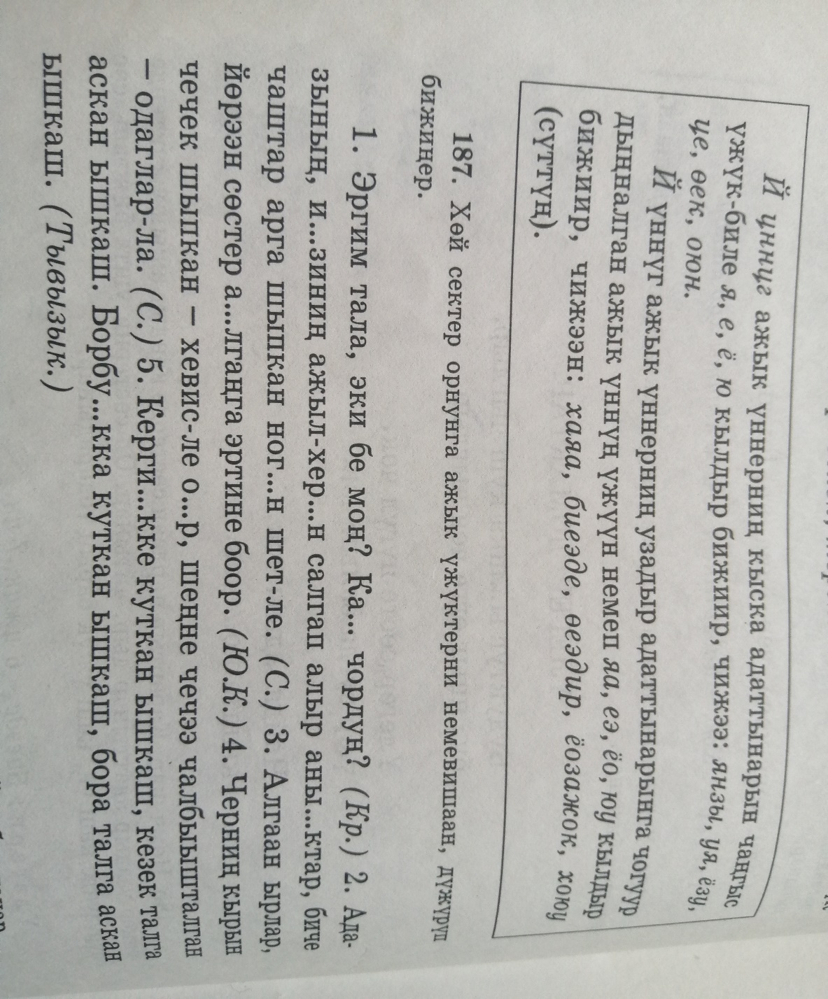 Й үннүг ажык үннерниң кыска адаттынарын чаңгыс
үжүк-биле я, е, ё, ю кылдыр бижиир, чижээ: янзы, уя, ёзу,
үе, өек, оюн.
Й үннүг ажык үннерниң узадыр адаттынарынга чогуур
дыңналган ажык үннүң үжүүн немеп яа, еэ, ёо, юу кылдыр
бижиир, чижээн: хаяа, биеэде, өеэдир, ёозажок, хоюу
(сүттүң).
187. Хөй сектер орнунга ажык үжүктерни немевишаан, дүжүрүп
бижиңер.
1. Эргим тала, эки бе моң? Ка... чордуң? (Кр.) 2. Ада-
зының, и...зиниң ажыл-хер...н салгап алыр аны...ктар, биче
чаштар арга шыпкан ног...н шет-ле. (С.) 3. Алгаан ырлар,
йөрээн сөстер а...лгаңга эртине боор. (Ю.К.) 4. Черниң кырын
чечек шыпкан – хевис-ле о...р, шеңне чечээ чалбыышталган
– одаглар-ла. (С.) 5. Керги...кке куткан ышкаш, кезек талга
аскан ышкаш. Борбу...кка куткан ышкаш, бора талга аскан
ышкаш. (Тывызык.)